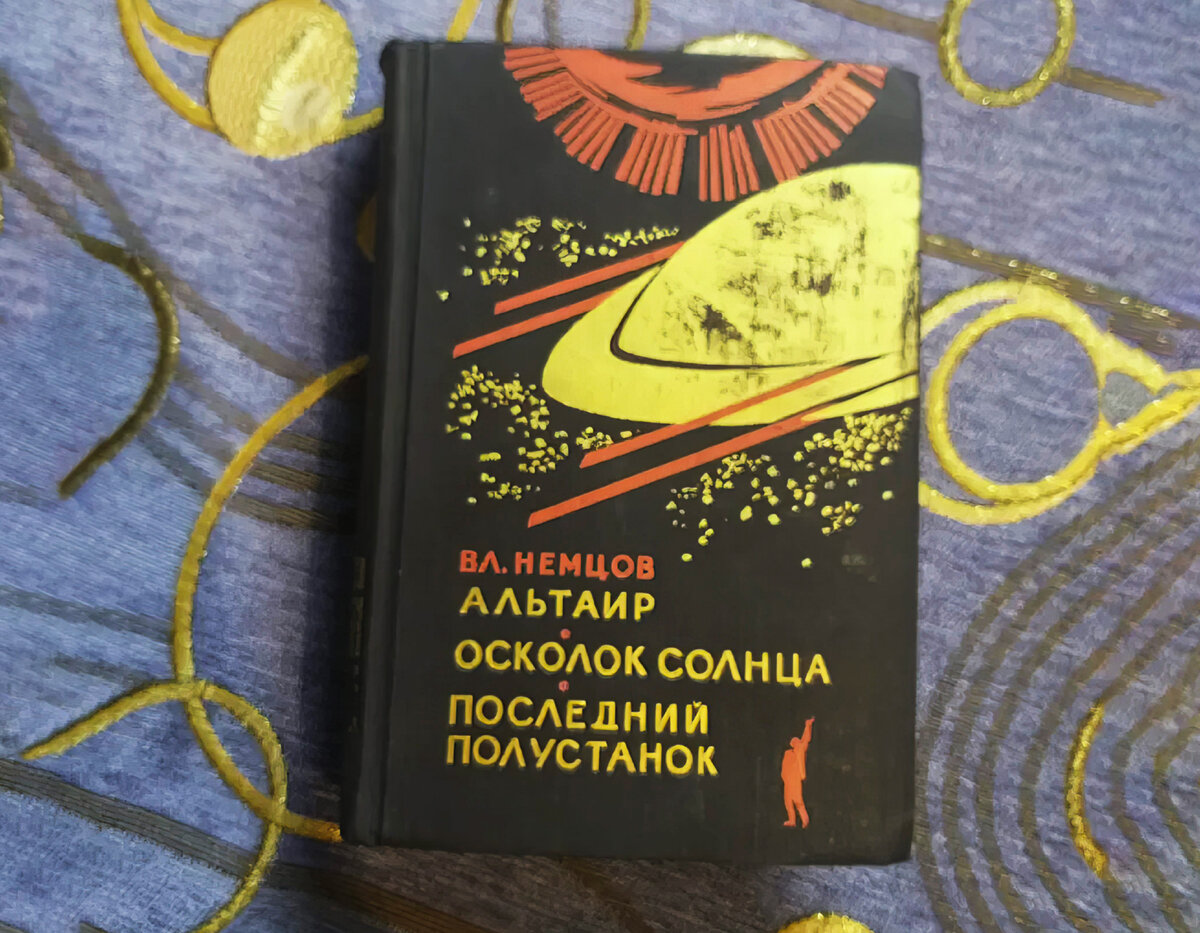 ВЛ. НЕМЦОВ
АЛЬТАИР
ОСКОЛОК СОЛНЦА
ПОСЛЕДНИЙ
ПОЛУСТАНОК